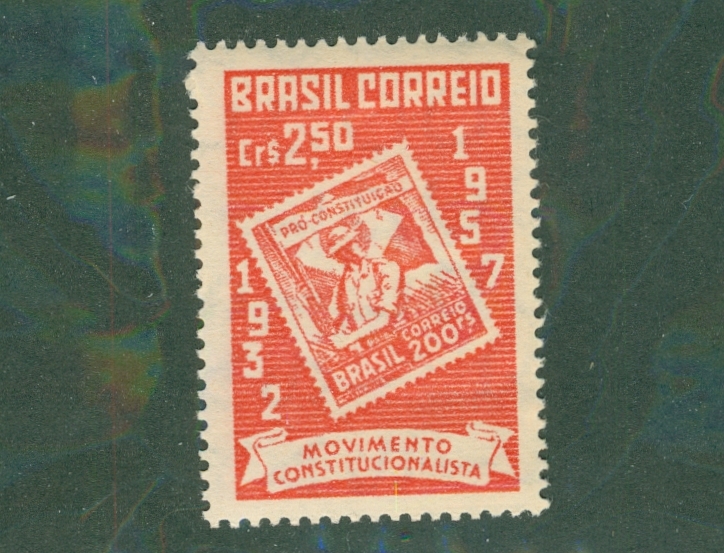 BRASIL CORREIO
Cr$ 2,50
1957
PRÓ-CONSTITUIÇÃO
CORREIO
BRASIL 200 rs
1932
MOVIMENTO
CONSTITUCIONALISTA